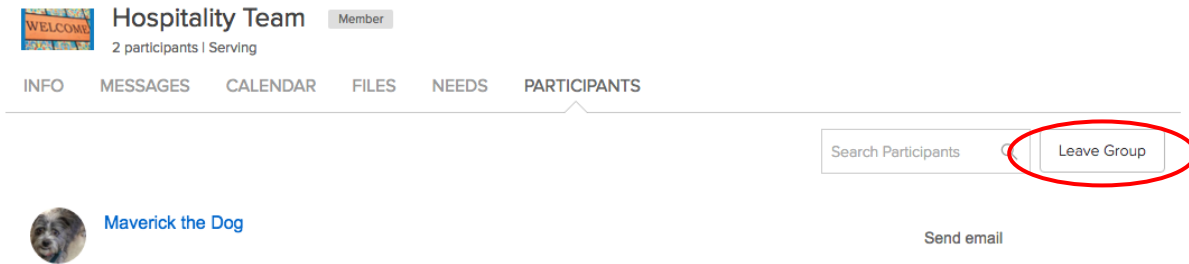 WELCOME
Hospitality Team Member
2 participants | Serving
INFO MESSAGES CALENDAR FILES NEEDS PARTICIPANTS
Search Participants Leave Group
Maverick the Dog
Send email